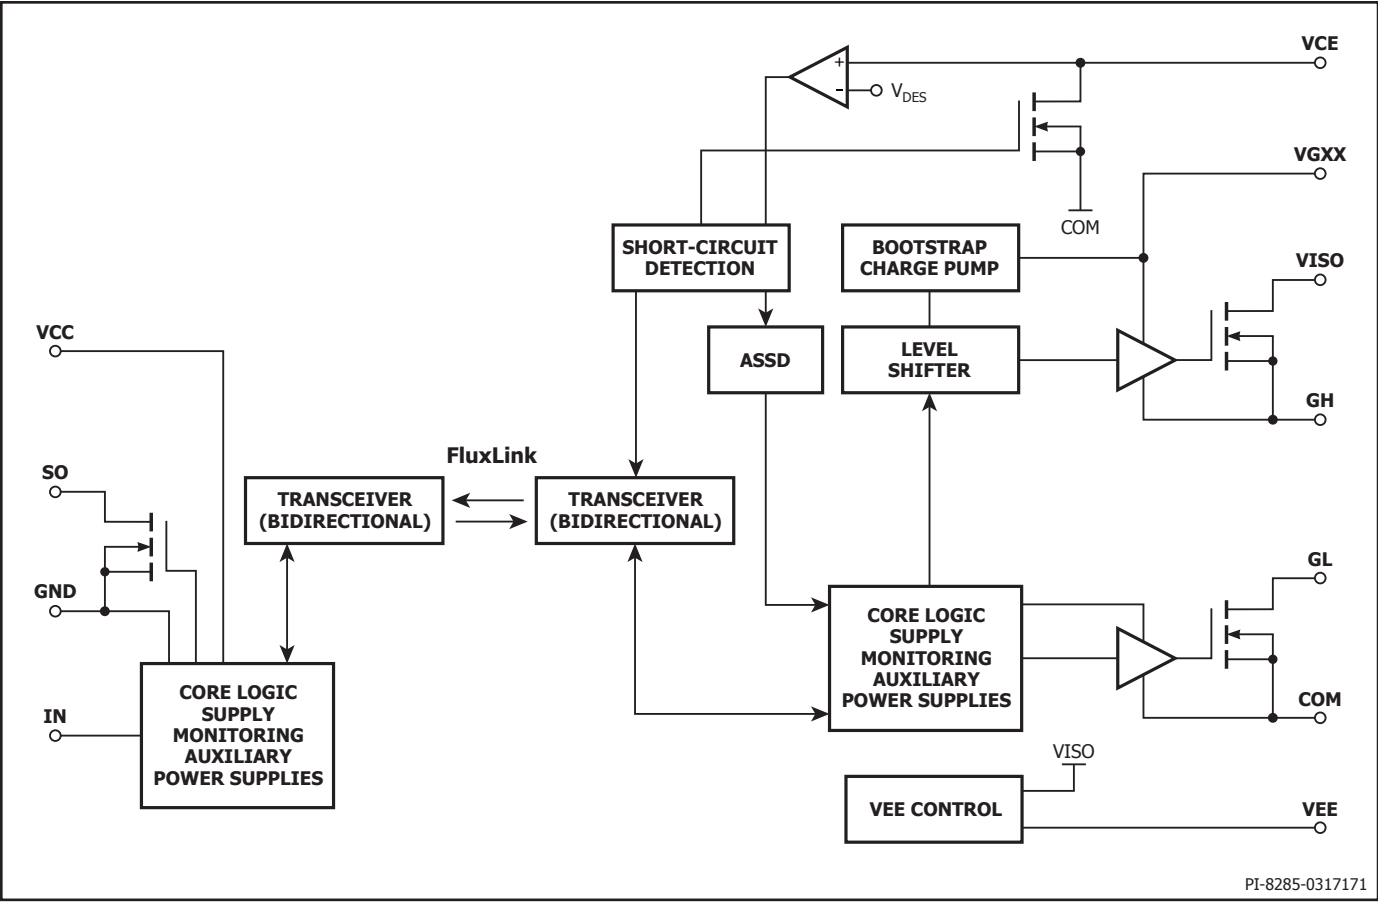 VCE
+
-
VDES
VGXX
COM
SHORT-CIRCUIT
DETECTION
BOOTSTRAP
CHARGE PUMP
VISO
VCC
ASSD
LEVEL
SHIFTER
GH
FluxLink
SO
TRANSCEIVER
(BIDIRECTIONAL)
TRANSCEIVER
(BIDIRECTIONAL)
GND
GL
CORE LOGIC
SUPPLY
MONITORING
AUXILIARY
POWER SUPPLIES
COM
IN
CORE LOGIC
SUPPLY
MONITORING
AUXILIARY
POWER SUPPLIES
VISO
VEE CONTROL
VEE
PI-8285-0317171